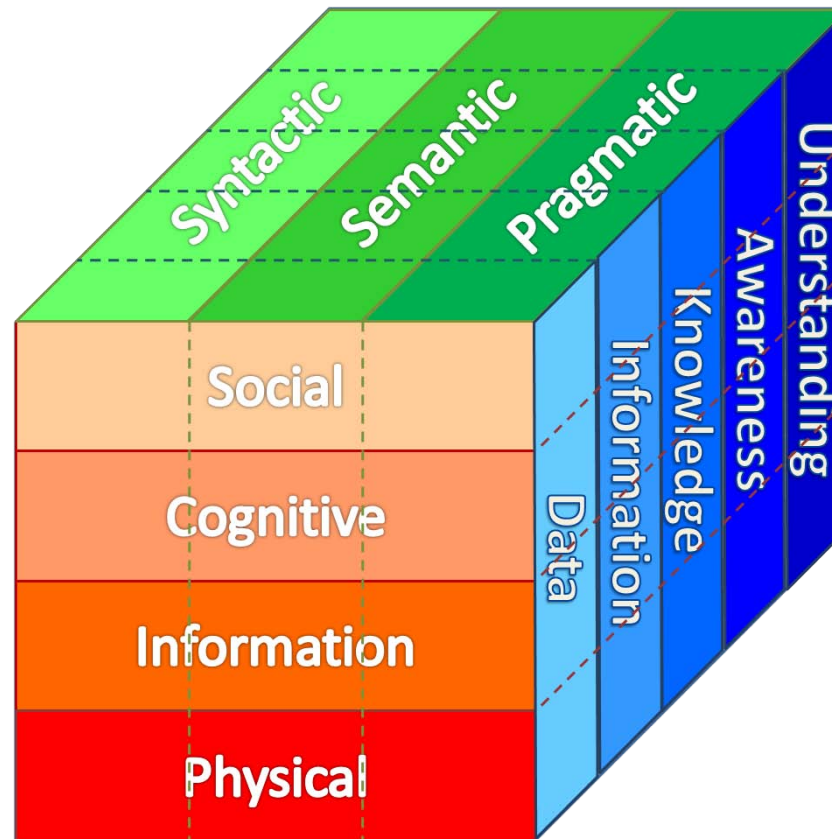 Syntactic
Semantic
Pragmatic
Social
Cognitive
Information
Physical
Data
Information
Knowledge
Awareness
Understanding